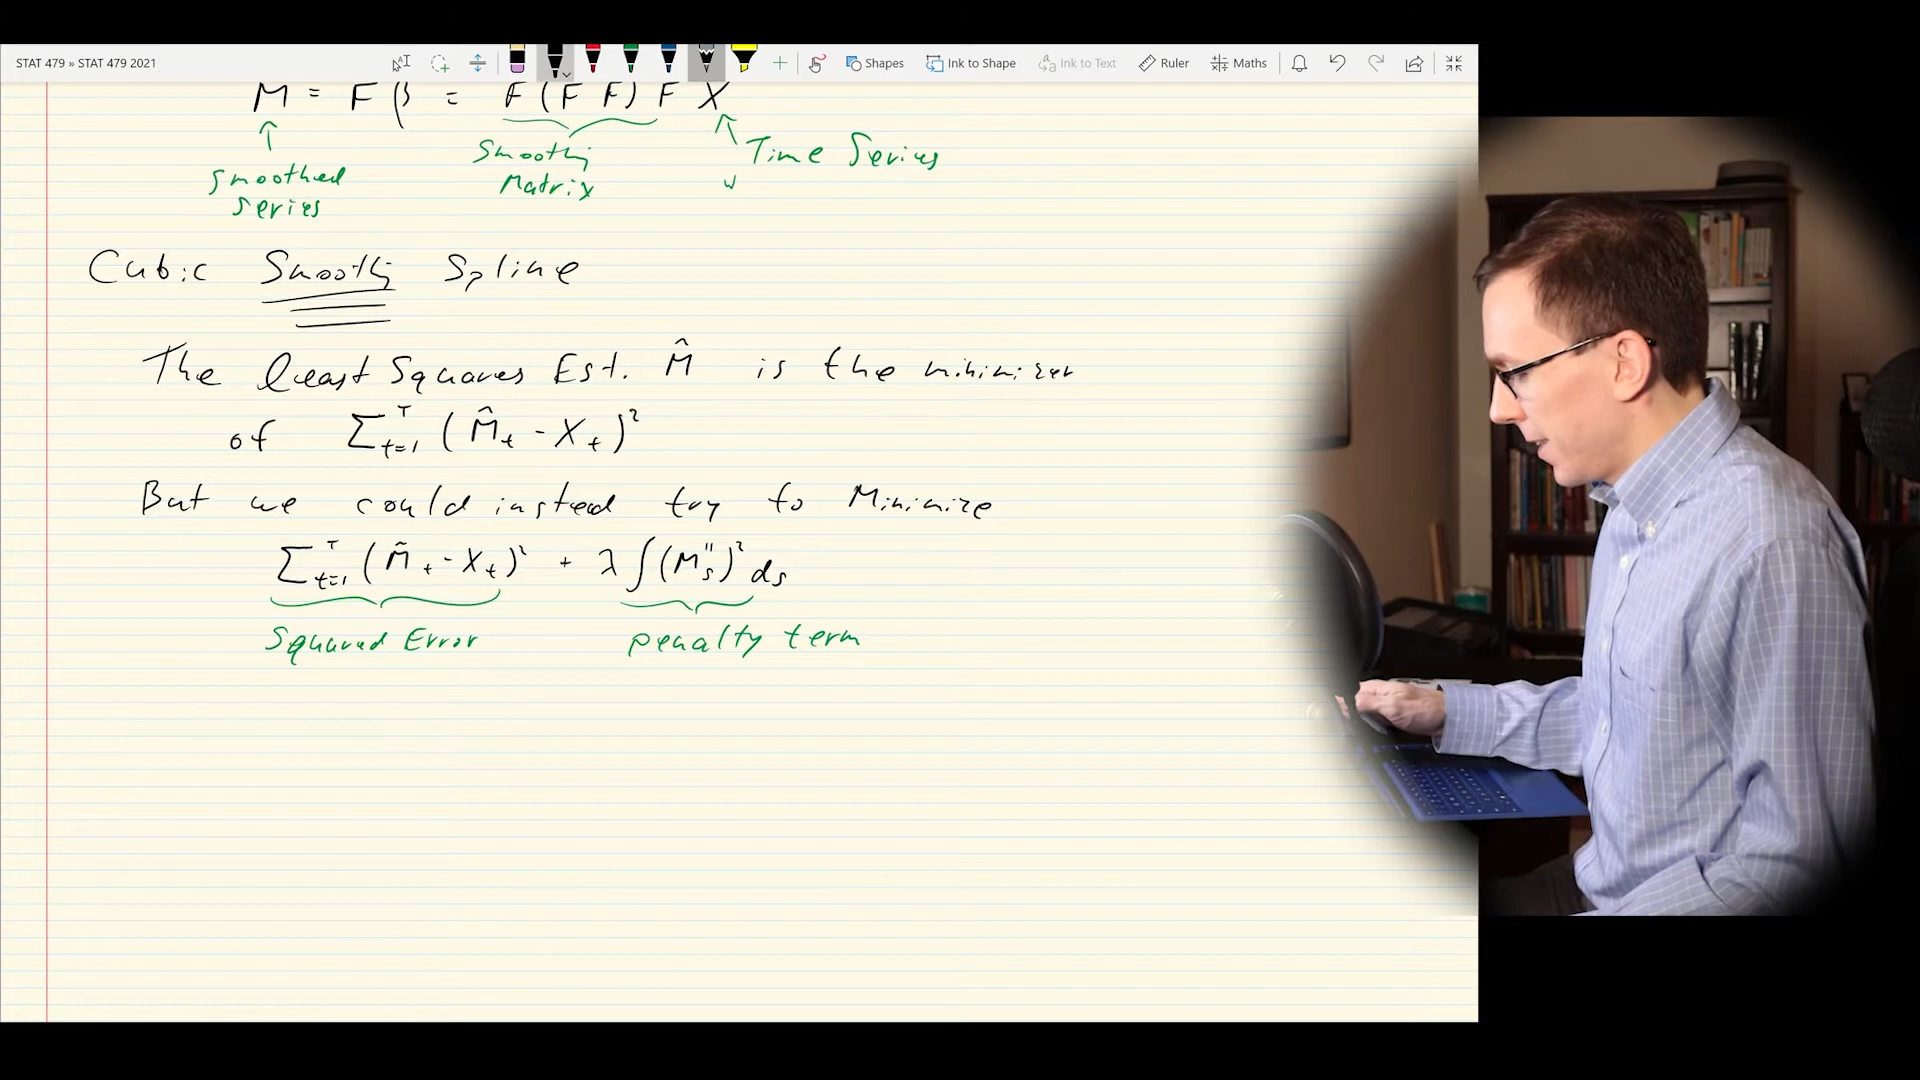 STAT 479 » STAT 479 2021
Shapes Ink to Shape Ink to Text Ruler Maths
M = Fβ = F(F F) F X
Time Series
Smoothing
Matrix
smoothed
series
Cubic Smoothing Spline
The least Squares Est. M̂ is the minimizer
of Σ_{t=1}^T (M̂_t - X_t)²
But we could instead try to Minimize
Σ_{t=1}^T (M̃_t - X_t)² + λ∫(M_s'')² ds
Squared Error penalty term